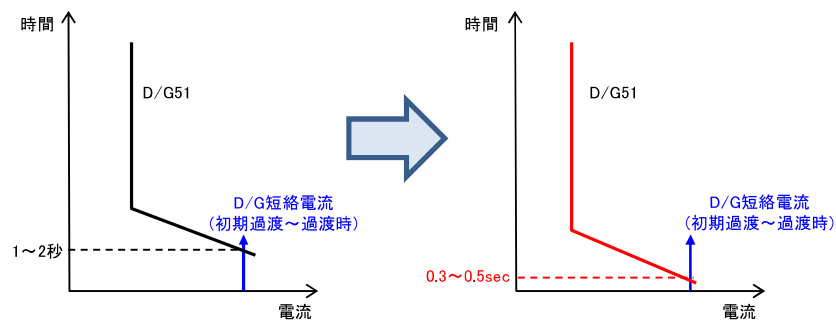 時間
D/G51
D/G短絡電流
(初期過渡～過渡時)
1～2秒
電流
時間
D/G51
D/G短絡電流
(初期過渡～過渡時)
0.3～0.5sec
電流